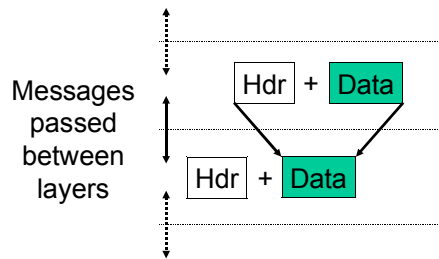 Hdr + Data
Messages
passed
between
layers
Hdr + Data